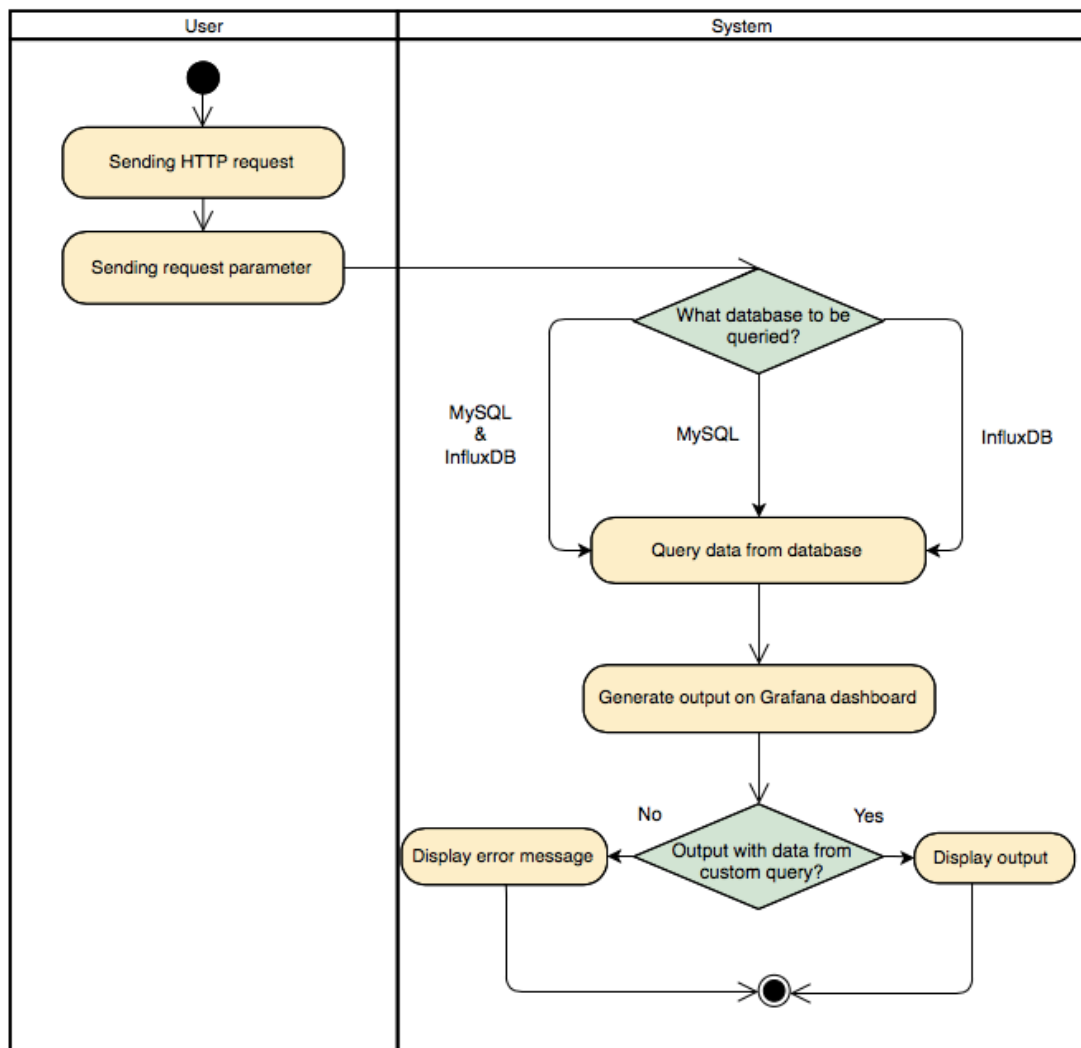 User
System
Sending HTTP request
Sending request parameter
What database to be
queried?
MySQL
&
InfluxDB
MySQL
InfluxDB
Query data from database
Generate output on Grafana dashboard
No
Yes
Display error message
Output with data from
custom query?
Display output